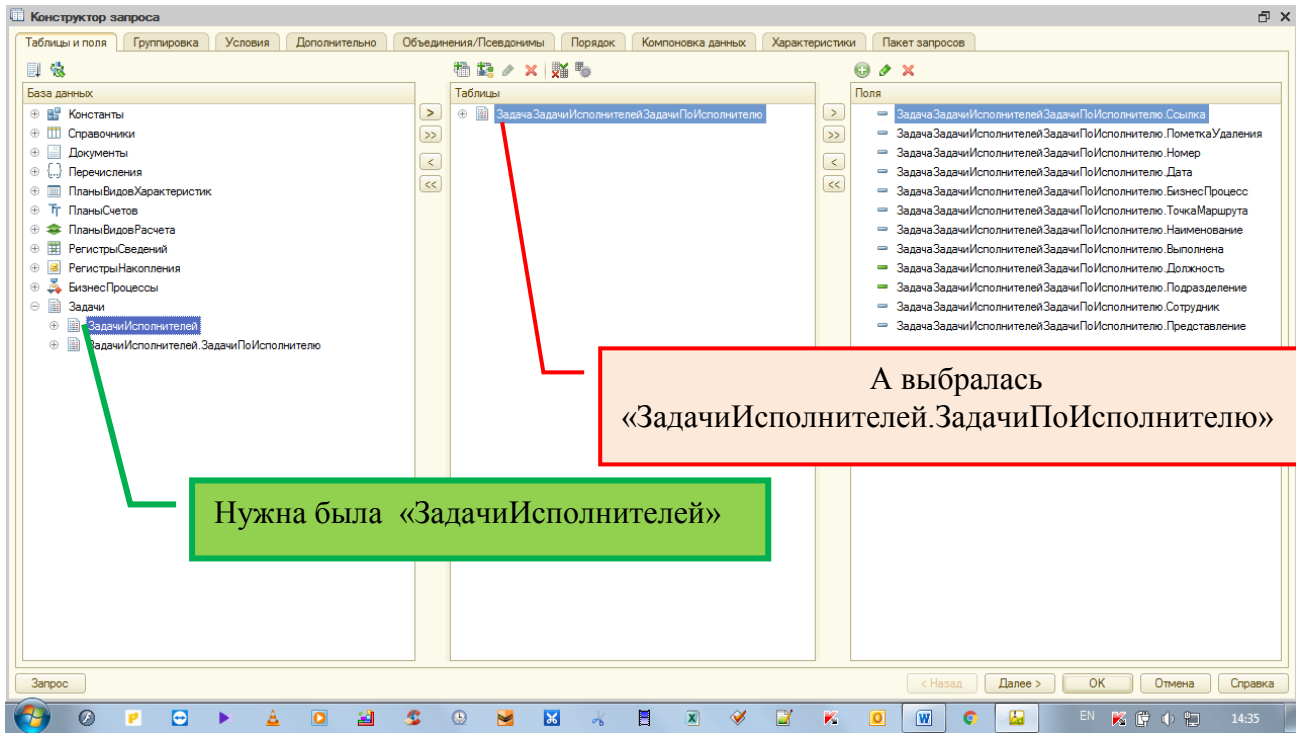 Конструктор запроса
Таблицы и поля Группировка Условия Дополнительно Объединения/Псевдонимы Порядок Компоновка данных Характеристики Пакет запросов
База данных
Константы
Справочники
Документы
Перечисления
ПланыВидовХарактеристик
ПланыСчетов
ПланыВидовРасчета
РегистрыСведений
РегистрыНакопления
БизнесПроцессы
Задачи
ЗадачиИсполнителей
ЗадачиИсполнителей.ЗадачиПоИсполнителю
>
>>
<
<<
Таблицы
ЗадачаЗадачиИсполнителейЗадачиПоИсполнителю
>
>>
<
<<
Поля
ЗадачаЗадачиИсполнителейЗадачиПоИсполнителю.Ссылка
ЗадачаЗадачиИсполнителейЗадачиПоИсполнителю.ПометкаУдаления
ЗадачаЗадачиИсполнителейЗадачиПоИсполнителю.Номер
ЗадачаЗадачиИсполнителейЗадачиПоИсполнителю.Дата
ЗадачаЗадачиИсполнителейЗадачиПоИсполнителю.БизнесПроцесс
ЗадачаЗадачиИсполнителейЗадачиПоИсполнителю.ТочкаМаршрута
ЗадачаЗадачиИсполнителейЗадачиПоИсполнителю.Наименование
ЗадачаЗадачиИсполнителейЗадачиПоИсполнителю.Выполнена
ЗадачаЗадачиИсполнителейЗадачиПоИсполнителю.Должность
ЗадачаЗадачиИсполнителейЗадачиПоИсполнителю.Подразделение
ЗадачаЗадачиИсполнителейЗадачиПоИсполнителю.Сотрудник
ЗадачаЗадачиИсполнителейЗадачиПоИсполнителю.Представление
А выбралась
«ЗадачиИсполнителей.ЗадачиПоИсполнителю»
Нужна была «ЗадачиИсполнителей»
Запрос < Назад Далее > ОК Отмена Справка
EN 14:35